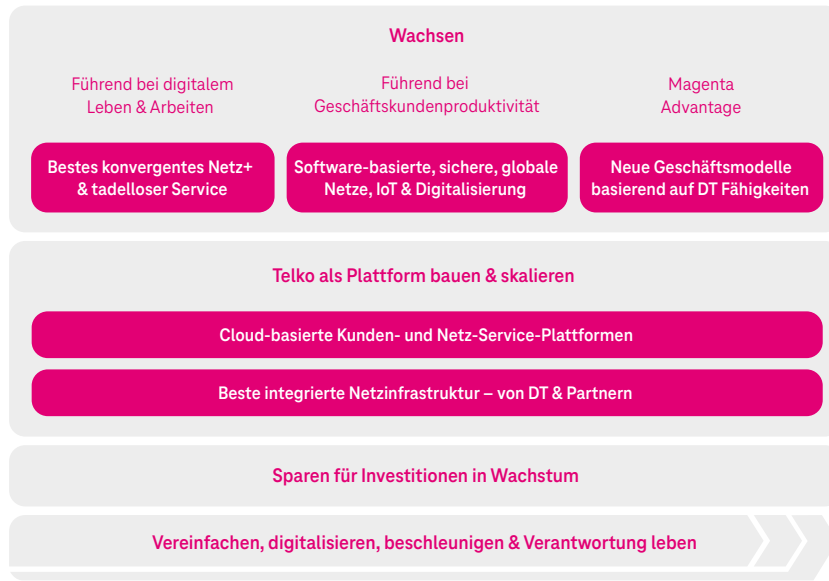 Wachsen
Führend bei digitalem
Leben & Arbeiten
Führend bei
Geschäftskundenproduktivität
Magenta
Advantage
Bestes konvergentes Netz+
& tadelloser Service
Software-basierte, sichere, globale
Netze, IoT & Digitalisierung
Neue Geschäftsmodelle
basierend auf DT Fähigkeiten
Telko als Plattform bauen & skalieren
Cloud-basierte Kunden- und Netz-Service-Plattformen
Beste integrierte Netzinfrastruktur – von DT & Partnern
Sparen für Investitionen in Wachstum
Vereinfachen, digitalisieren, beschleunigen & Verantwortung leben